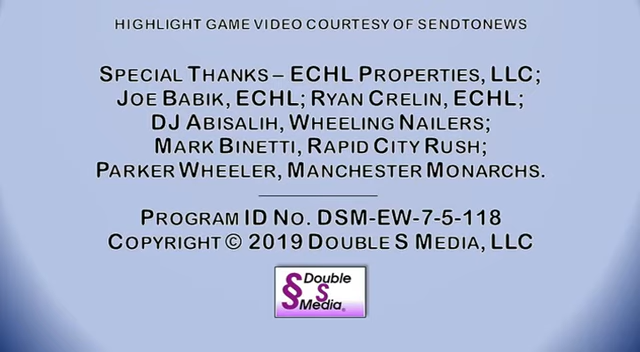 HIGHLIGHT GAME VIDEO COURTESY OF SENDTONEWS
SPECIAL THANKS – ECHL PROPERTIES, LLC;
JOE BABIK, ECHL; RYAN CRELIN, ECHL;
DJ ABISALIH, WHEELING NAILERS;
MARK BINETTI, RAPID CITY RUSH;
PARKER WHEELER, MANCHESTER MONARCHS.
PROGRAM ID NO. DSM-EW-7-5-118
COPYRIGHT © 2019 DOUBLE S MEDIA, LLC
§ Double
S
Media®